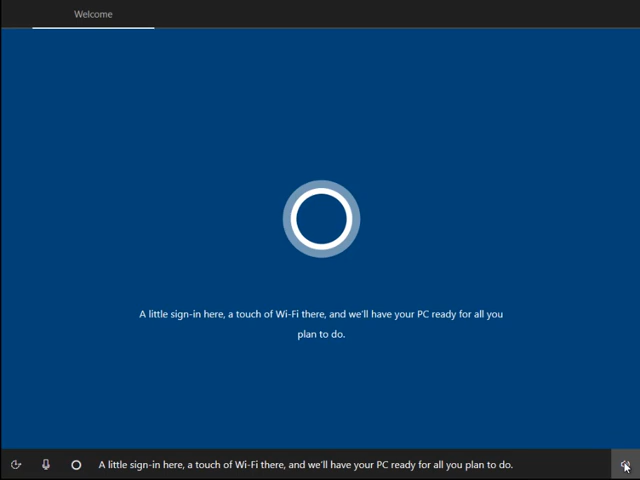 Welcome
A little sign-in here, a touch of Wi-Fi there, and we'll have your PC ready for all you
plan to do.
A little sign-in here, a touch of Wi-Fi there, and we'll have your PC ready for all you plan to do.